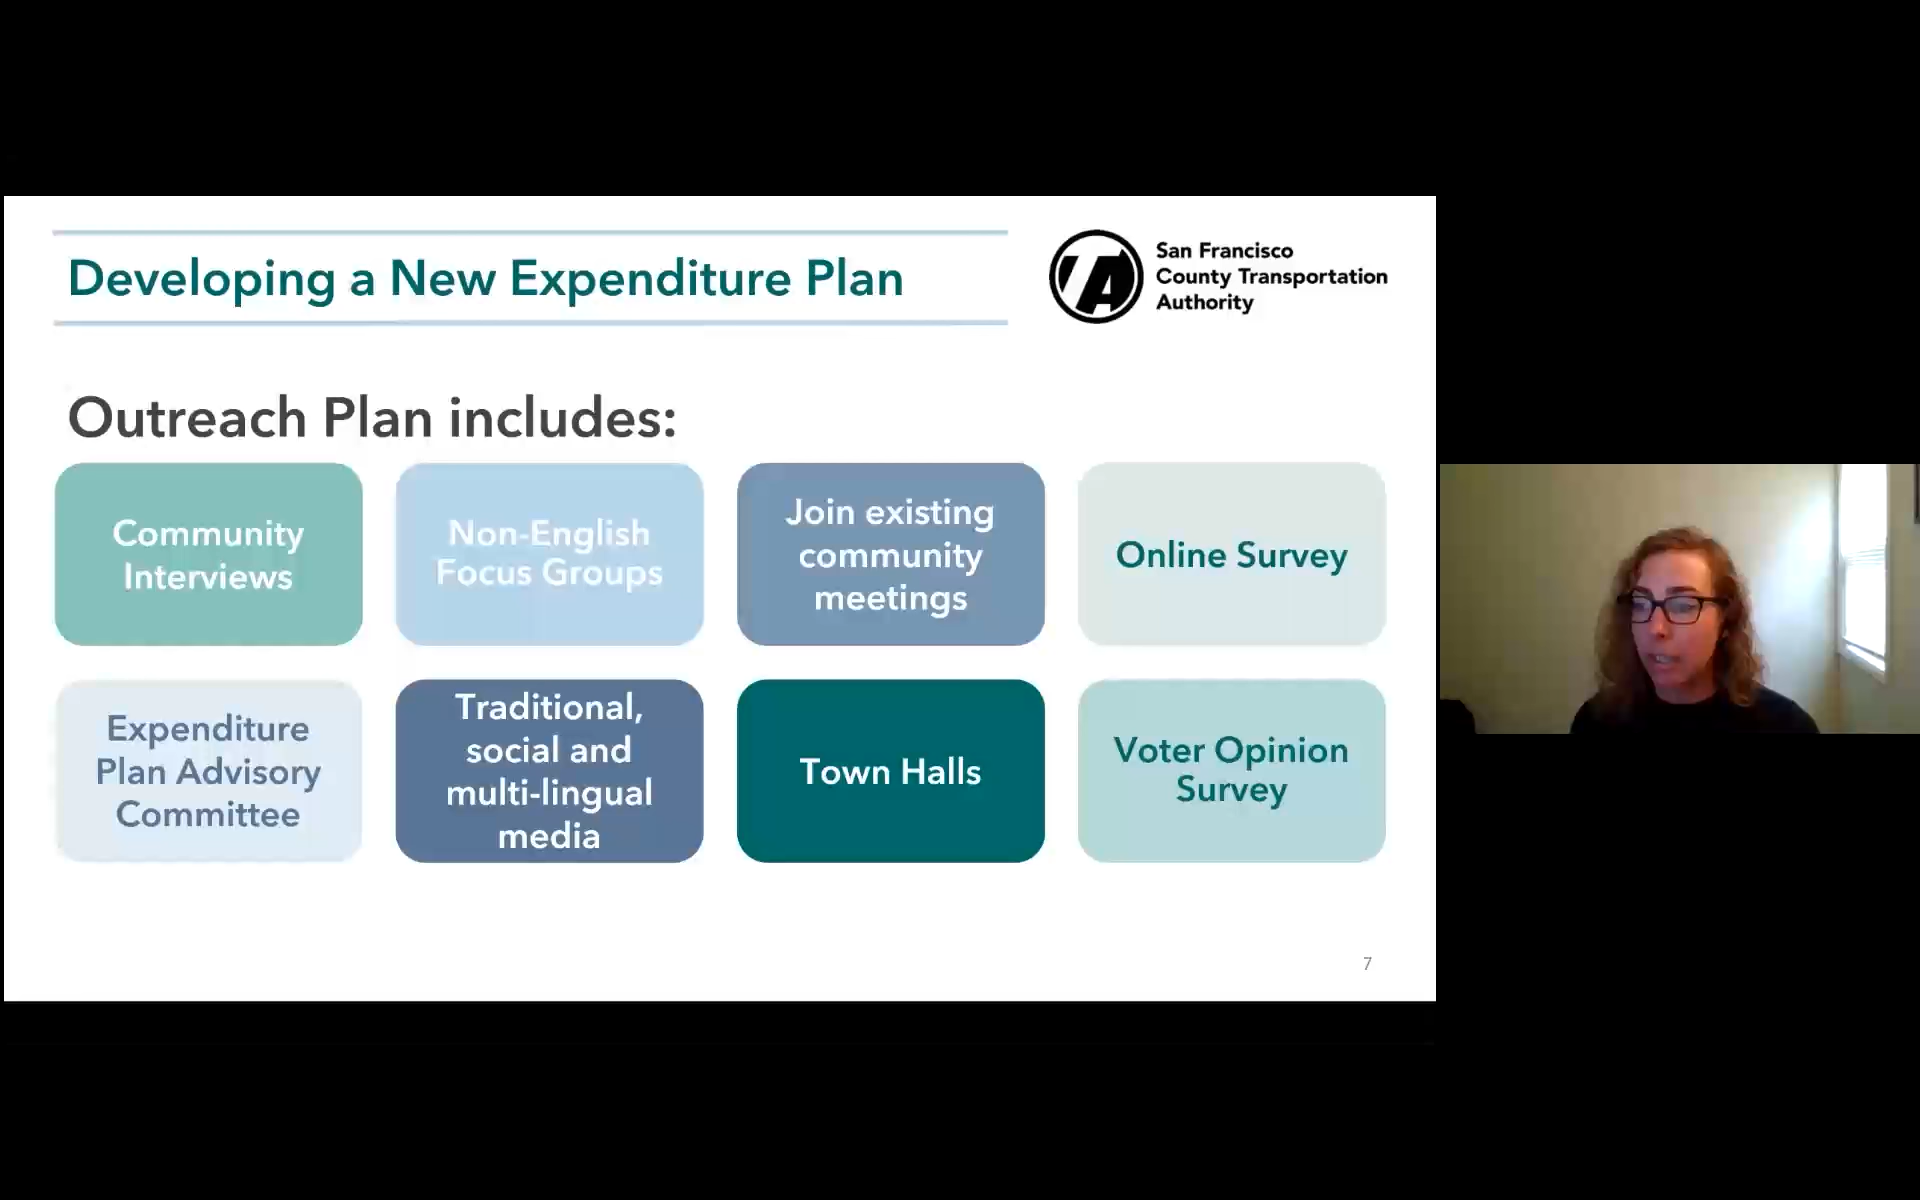 Developing a New Expenditure Plan
San Francisco
County Transportation
Authority
Outreach Plan includes:
Community
Interviews
Non-English
Focus Groups
Join existing
community
meetings
Online Survey
Expenditure
Plan Advisory
Committee
Traditional,
social and
multi-lingual
media
Town Halls
Voter Opinion
Survey
7